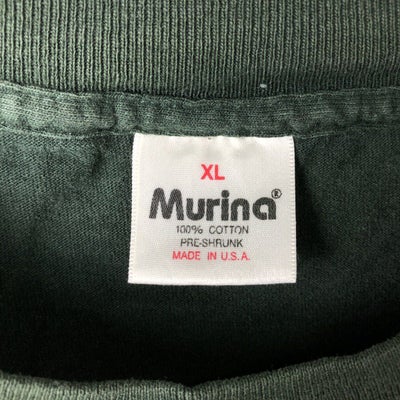 XL
Murina®
100% COTTON
PRE-SHRUNK
MADE IN U.S.A.